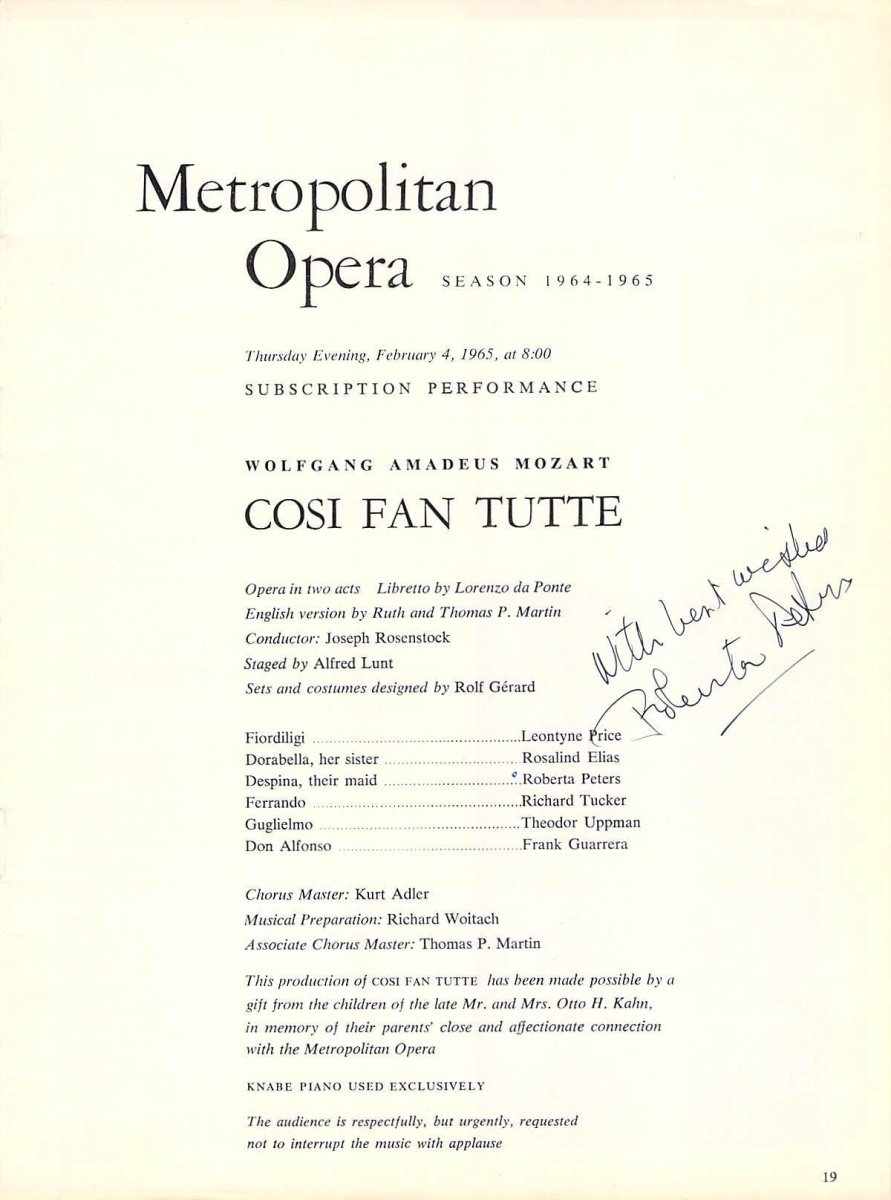 Metropolitan
Opera SEASON 1964-1965
Thursday Evening, February 4, 1965, at 8:00
SUBSCRIPTION PERFORMANCE
WOLFGANG AMADEUS MOZART
COSI FAN TUTTE
Opera in two acts Libretto by Lorenzo da Ponte
English version by Ruth and Thomas P. Martin
Conductor: Joseph Rosenstock
Staged by Alfred Lunt
Sets and costumes designed by Rolf Gérard
With best wishes
Roberta Peters
Fiordiligi ..................................................Leontyne Price
Dorabella, her sister ................................Rosalind Elias
Despina, their maid ................................Roberta Peters
Ferrando ..................................................Richard Tucker
Guglielmo ................................................Theodor Uppman
Don Alfonso ............................................Frank Guarrera
Chorus Master: Kurt Adler
Musical Preparation: Richard Woitach
Associate Chorus Master: Thomas P. Martin
This production of COSI FAN TUTTE has been made possible by a
gift from the children of the late Mr. and Mrs. Otto H. Kahn,
in memory of their parents' close and affectionate connection
with the Metropolitan Opera
KNABE PIANO USED EXCLUSIVELY
The audience is respectfully, but urgently, requested
not to interrupt the music with applause
19